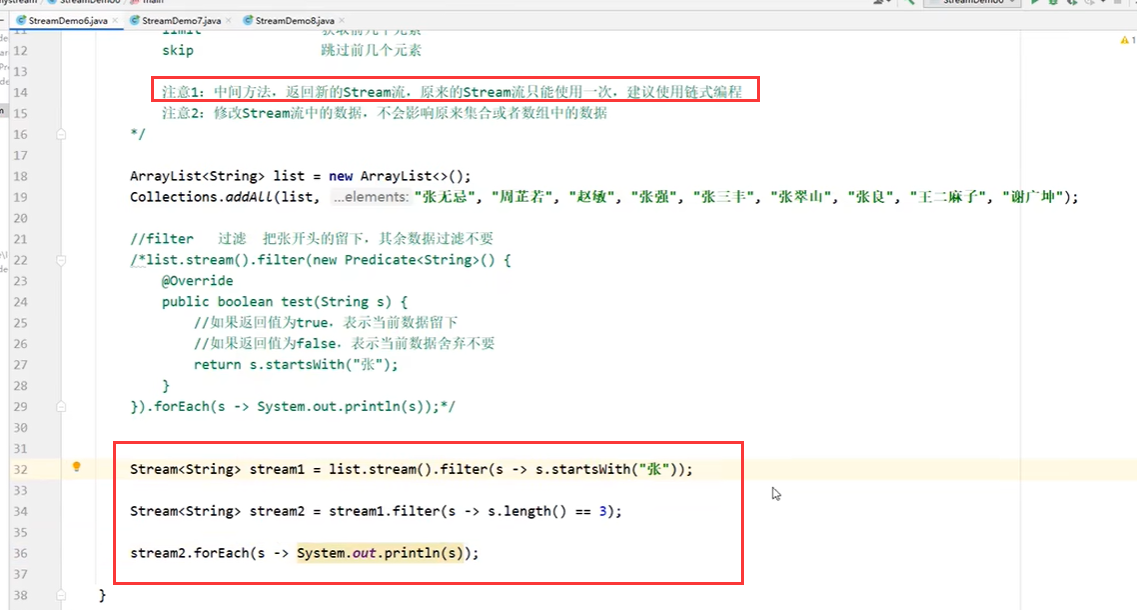 StreamDemo6.java StreamDemo7.java StreamDemo8.java
limit 获取前几个元素
12 skip 跳过前几个元素
13
14 注意1：中间方法，返回新的Stream流，原来的Stream流只能使用一次，建议使用链式编程
15 注意2：修改Stream流中的数据，不会影响原来集合或者数组中的数据
16 */
17
18 ArrayList<String> list = new ArrayList<>();
19 Collections.addAll(list, ...elements: "张无忌", "周芷若", "赵敏", "张强", "张三丰", "张翠山", "张良", "王二麻子", "谢广坤");
20
21 //filter 过滤 把张开头的留下，其余数据过滤不要
22 /*list.stream().filter(new Predicate<String>() {
23 @Override
24 public boolean test(String s) {
25 //如果返回值为true，表示当前数据留下
26 //如果返回值为false，表示当前数据舍弃不要
27 return s.startsWith("张");
28 }
29 }).forEach(s -> System.out.println(s));*/
30
31
32 Stream<String> stream1 = list.stream().filter(s -> s.startsWith("张"));
33
34 Stream<String> stream2 = stream1.filter(s -> s.length() == 3);
35
36 stream2.forEach(s -> System.out.println(s));
37
38 }